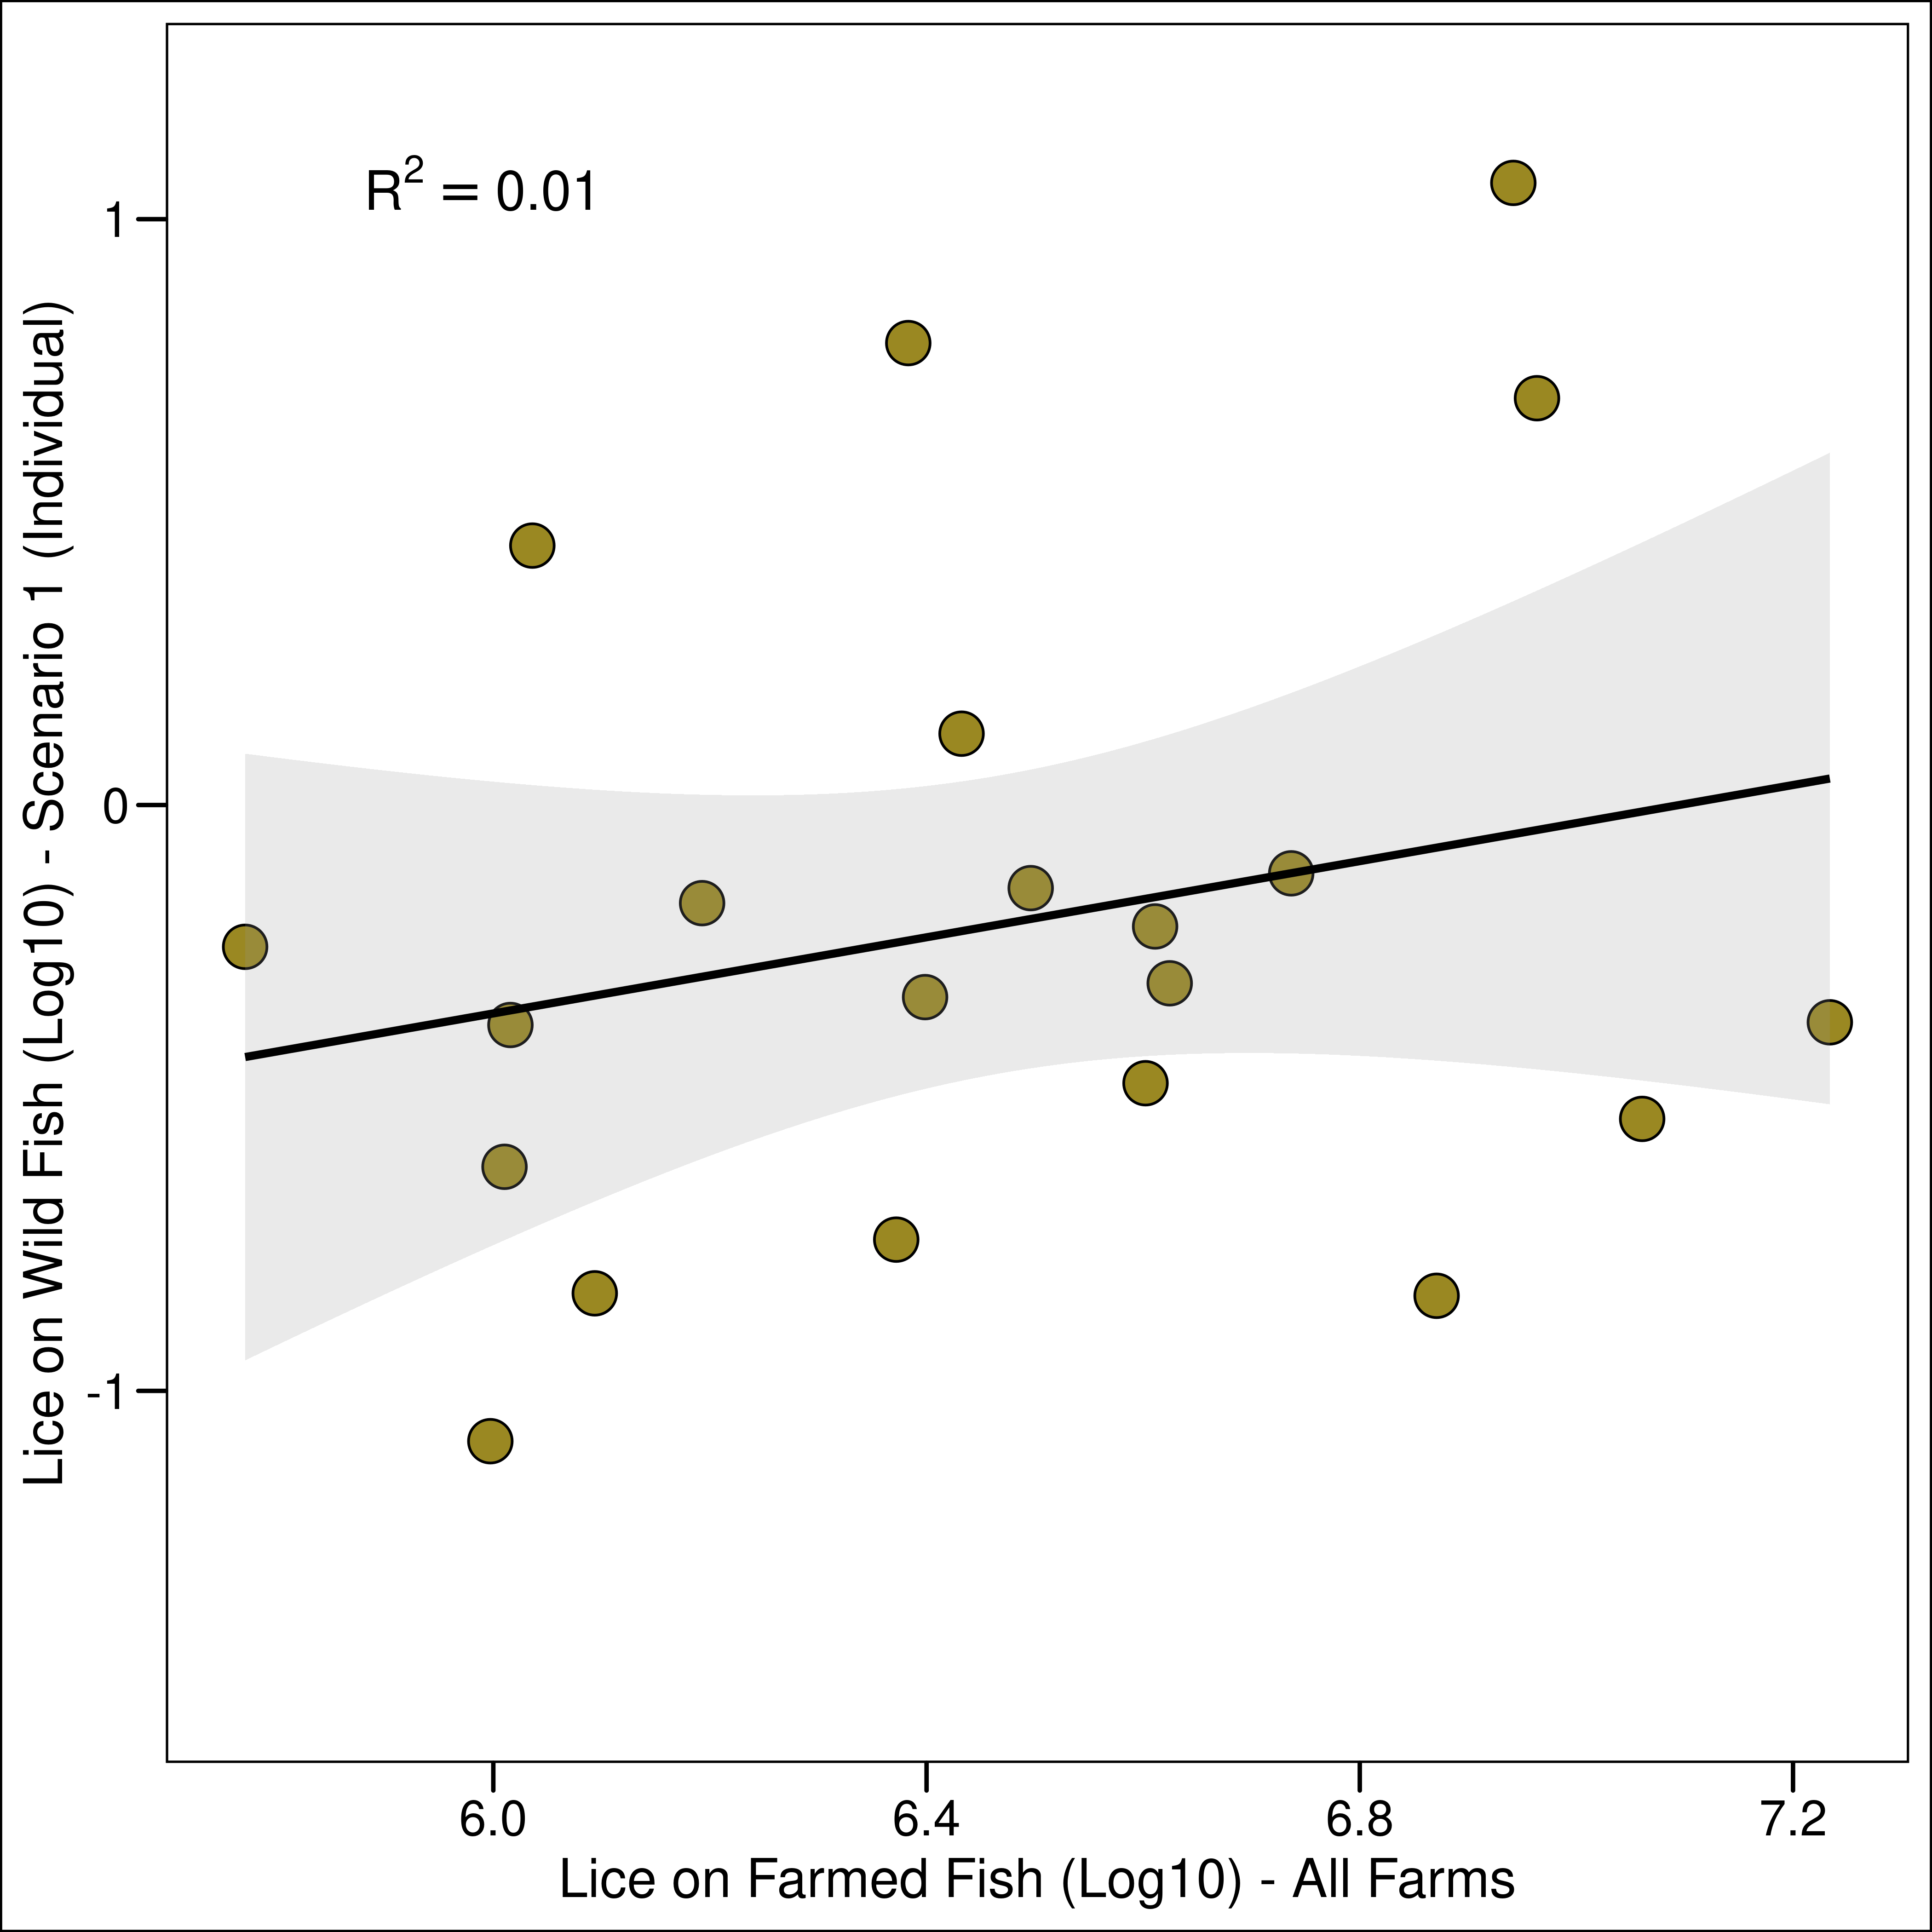 R² = 0.01
1
0
-1
Lice on Wild Fish (Log10) - Scenario 1 (Individual)
6.0 6.4 6.8 7.2
Lice on Farmed Fish (Log10) - All Farms